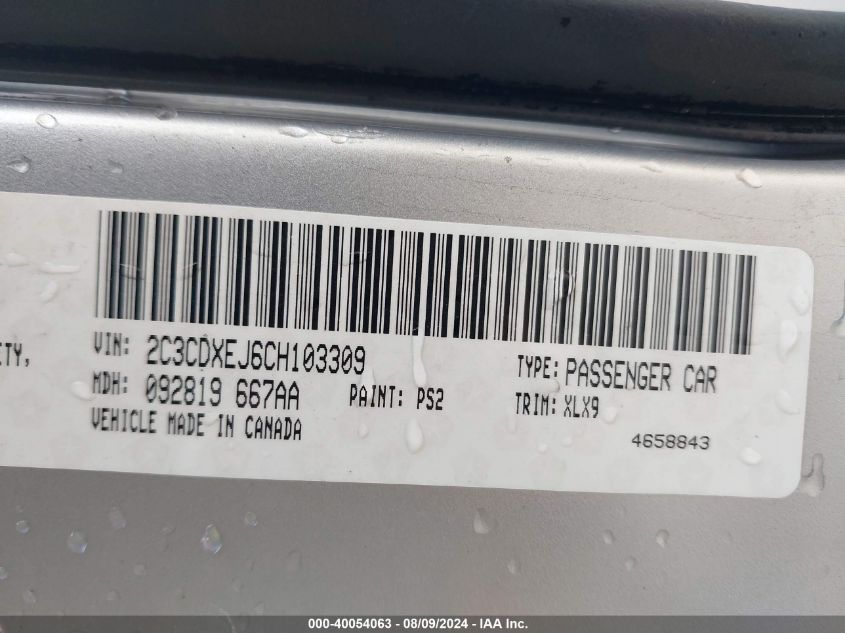 ETY,
VIN: 2C3CDXEJ6CH103309
TYPE: PASSENGER CAR
MDH: 092819 667AA
PAINT: PS2
TRIM: XLX9
VEHICLE MADE IN CANADA
4658843
000-40054063 - 08/09/2024 - IAA Inc.